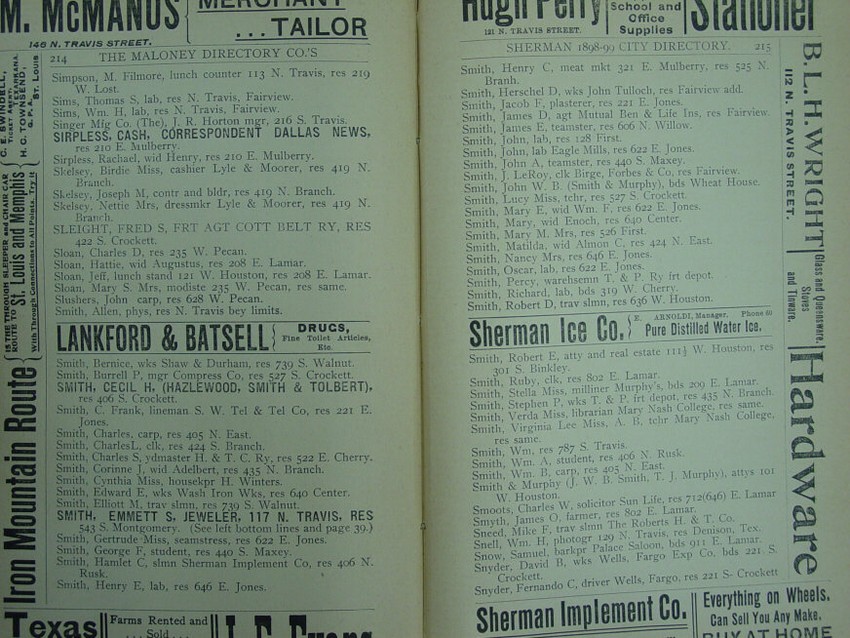 M. McMANUS
MERCHANT
...TAILOR
146 N. TRAVIS STREET.
214 THE MALONEY DIRECTORY CO.'S
Simpson, M. Filmore, lunch counter 113 N. Travis, res 219
W. Lost.
Sims, Thomas S, lab, res N. Travis, Fairview.
Sims, Wm. H, lab, res N. Travis, Fairview.
Singer Mfg Co. (The), J. R. Horton mgr, 216 S. Travis.
SIRPLESS, CASH, CORRESPONDENT DALLAS NEWS,
res 210 E. Mulberry.
Sirpless, Rachael, wid Henry, res 210 E. Mulberry.
Skelsey, Birdie Miss, cashier Lyle & Moorer, res 419 N.
Branch.
Skelsey, Joseph M, contr and bldr, res 419 N. Branch.
Skelsey, Nettie Mrs, dressmkr Lyle & Moorer, res 419 N.
Branch.
SLEIGHT, FRED S, FRT AGT COTT BELT RY, RES
422 S. Crockett.
Sloan, Charles D, res 235 W. Pecan.
Sloan, Hattie, wid Augustus, res 208 E. Lamar.
Sloan, Jeff, lunch stand 121 W. Houston, res 208 E. Lamar.
Sloan, Mary S Mrs, modiste 235 W. Pecan, res same.
Slushers, John carp, res 628 W. Pecan.
Smith, Allen, phys, res N. Travis bey limits.
LANKFORD & BATSELL
DRUGS,
Fine Toilet Articles,
Etc.
Smith, Bernice, wks Shaw & Durham, res 739 S. Walnut.
Smith, Burrell P, mgr Compress Co, res 527 S. Crockett.
SMITH, CECIL H. (HAZLEWOOD, SMITH & TOLBERT),
res 406 S. Crockett.
Smith, C. Frank, lineman S. W. Tel & Tel Co, res 221 E.
Jones.
Smith, Charles, carp, res 405 N. East.
Smith, CharlesL, clk, res 424 S. Branch.
Smith, Charles S, ydmaster H. & T. C. Ry, res 522 E. Cherry.
Smith, Corinne J, wid Adelbert, res 435 N. Branch.
Smith, Cynthia Miss, housekpr H. Winters.
Smith, Edward E, wks Wash Iron Wks, res 640 Center.
Smith, Elliott M, trav slmn, res 739 S. Walnut.
SMITH, EMMETT S, JEWELER, 117 N. TRAVIS, RES
543 S. Montgomery. (See left bottom lines and page 39.)
Smith, Gertrude Miss, seamstress, res 622 E. Jones.
Smith, George F, student, res 440 S. Maxey.
Smith, Hamlet C, slmn Sherman Implement Co, res 406 N.
Rusk.
Smith, Henry E, lab, res 646 E. Jones.
Texas
Farms Rented and
...Sold...
C. E. SWINDELL,
TICKET AGENT,
TEXARKANA.
H. C. TOWNSEND,
G. P. A. St. Louis
Iron Mountain Route
IS THE THROUGH SLEEPER and CHAIR CAR
ROUTE TO St. Louis and Memphis
With Through Connections to All Points. Try It
Hugh Perry
121 N. TRAVIS STREET.
School and
Office
Supplies
Stationer
SHERMAN 1898-99 CITY DIRECTORY. 215
Smith, Henry C, meat mkt 321 E. Mulberry, res 525 N.
Branh.
Smith, Herschel D, wks John Tulloch, res Fairview add.
Smith, Jacob F, plasterer, res 221 E. Jones.
Smith, James D, agt Mutual Ben & Life Ins, res Fairview.
Smith, James E, teamster, res 606 N. Willow.
Smith, John, lab, res 128 First.
Smith, John, lab Eagle Mills, res 622 E. Jones.
Smith, John A, teamster, res 440 S. Maxey.
Smith, J. LeRoy, clk Birge, Forbes & Co, res Fairview.
Smith, John W. B. (Smith & Murphy), bds Wheat House.
Smith, Lucy Miss, tchr, res 527 S. Crockett.
Smith, Mary E, wid Wm. F, res 622 E. Jones.
Smith, Mary, wid Enoch, res 640 Center.
Smith, Mary M. Mrs, res 526 First.
Smith, Matilda, wid Almon C, res 424 N. East.
Smith, Nancy Mrs, res 646 E. Jones.
Smith, Oscar, lab, res 622 E. Jones.
Smith, Percy, warehsemn T. & P. Ry frt depot.
Smith, Richard, lab, bds 319 W. Cherry.
Smith, Robert D, trav slmn, res 636 W. Houston.
Sherman Ice Co.
E. ARNOLDI, Manager. Phone 60
Pure Distilled Water Ice.
Smith, Robert E, atty and real estate 111½ W. Houston, res
301 S. Binkley.
Smith, Ruby, clk, res 802 E. Lamar.
Smith, Stella Miss, milliner Murphy's, bds 209 E. Lamar.
Smith, Stephen P, wks T. & P. frt depot, res 435 N. Branch.
Smith, Verda Miss, librarian Mary Nash College, res same.
Smith, Virginia Lee Miss, A. B, tchr Mary Nash College,
res same.
Smith, Wm, res 787 S. Travis.
Smith, Wm. A, student, res 406 N. Rusk.
Smith, Wm. B, carp, res 405 N. East.
Smith & Murphy (J. W. B. Smith, T. J. Murphy), attys 101
W. Houston.
Smoots, Charles W, solicitor Sun Life, res 712(646) E. Lamar
Smyth, James O, farmer, res 802 E. Lamar.
Sneed, Mike F, trav slmn The Roberts H. & T. Co.
Snell, Wm. H, photogr 129 N. Travis, res Denison, Tex.
Snow, Samuel, barkpr Palace Saloon, bds 911 E. Lamar.
Snyder, David B, wks Wells, Fargo Exp Co, bds 221 S.
Crockett.
Snyder, Fernando C, driver Wells, Fargo, res 221 S- Crockett
Sherman Implement Co.
Everything on Wheels.
Can Sell You Any Make.
BUY AT HOME
B. L. H. WRIGHT
112 N. TRAVIS STREET.
Glass and Queensware,
Stoves
and Tinware.
Hardware